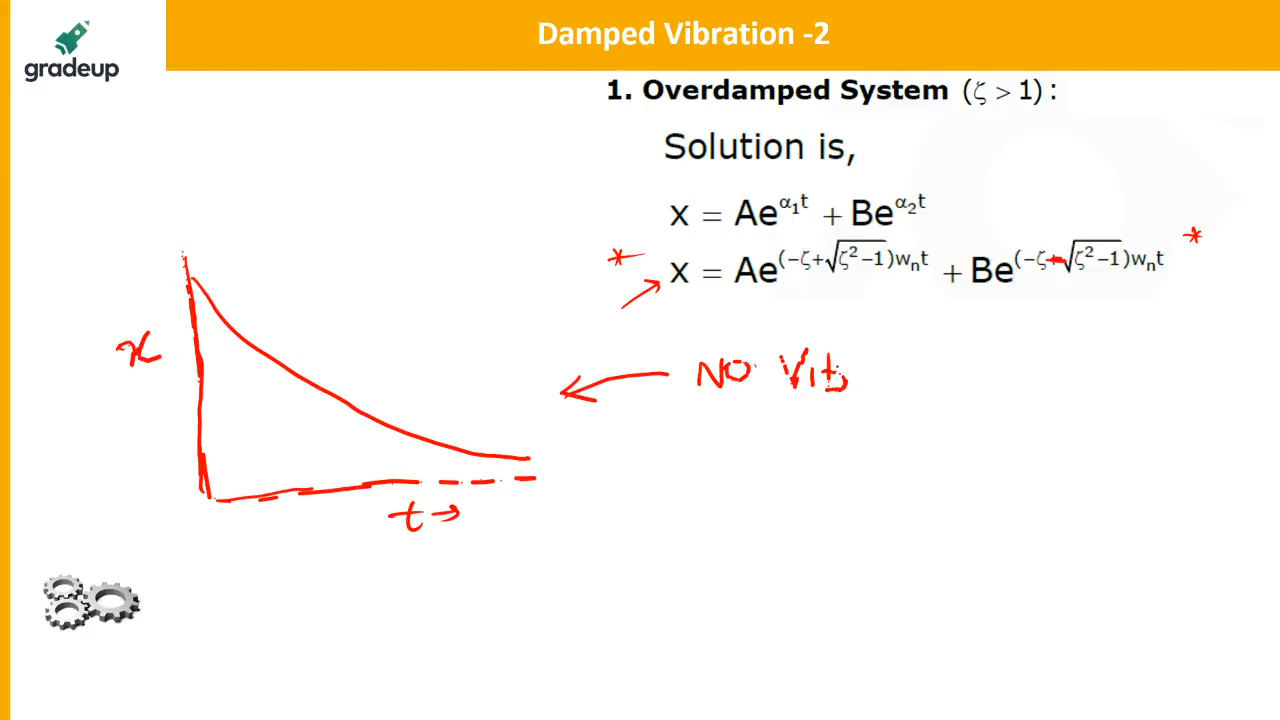 Damped Vibration -2
gradeup
1. Overdamped System (ζ > 1) :
Solution is,
x = Ae^{α₁t} + Be^{α₂t}
* x = Ae^{(-ζ+√(ζ²-1))wₙt} + Be^{(-ζ-√(ζ²-1))wₙt} *
x
NO Vib
t →